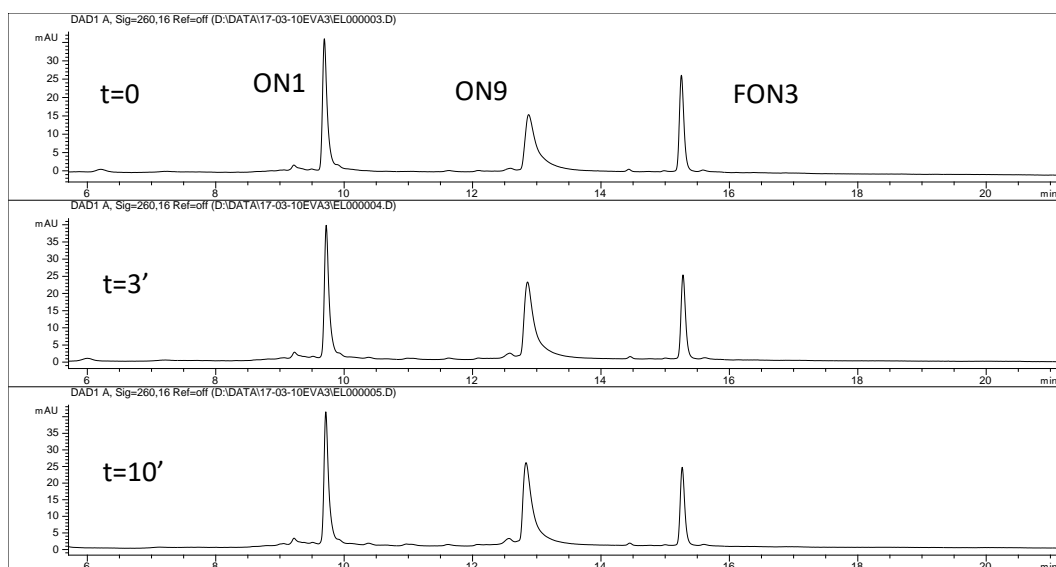 DAD1 A, Sig=260,16 Ref=off (D:\DATA\17-03-10EVA3\EL000003.D)
mAU
30
25
20
15
10
5
0
t=0
ON1
ON9
FON3
6 8 10 12 14 16 18 20 min
DAD1 A, Sig=260,16 Ref=off (D:\DATA\17-03-10EVA3\EL000004.D)
mAU
35
30
25
20
15
10
5
0
t=3’
6 8 10 12 14 16 18 20 min
DAD1 A, Sig=260,16 Ref=off (D:\DATA\17-03-10EVA3\EL000005.D)
mAU
35
30
25
20
15
10
5
0
t=10’
6 8 10 12 14 16 18 20 min